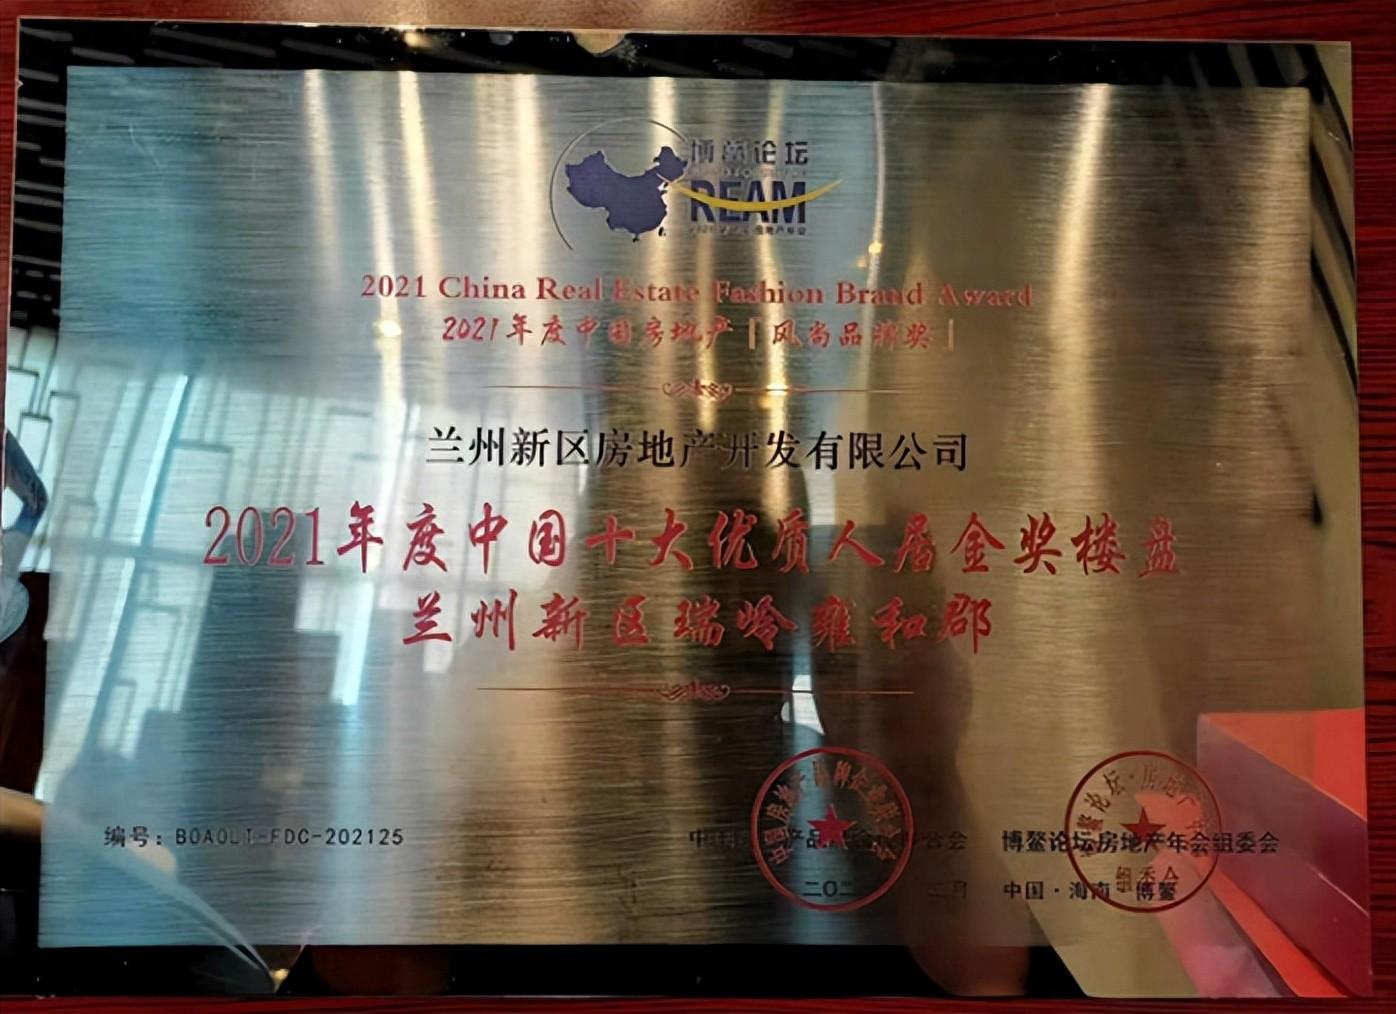 博鳌论坛
REAM
2021 China Real Estate Fashion Brand Award
2021年度中国房地产「风尚品牌奖」
兰州新区房地产开发有限公司
2021年度中国十大优质人居金奖楼盘
兰州新区瑞岭雍和郡
编号：BOAOLT-FDC-202125
博鳌论坛房地产年会组委会
中国·海南·博鳌